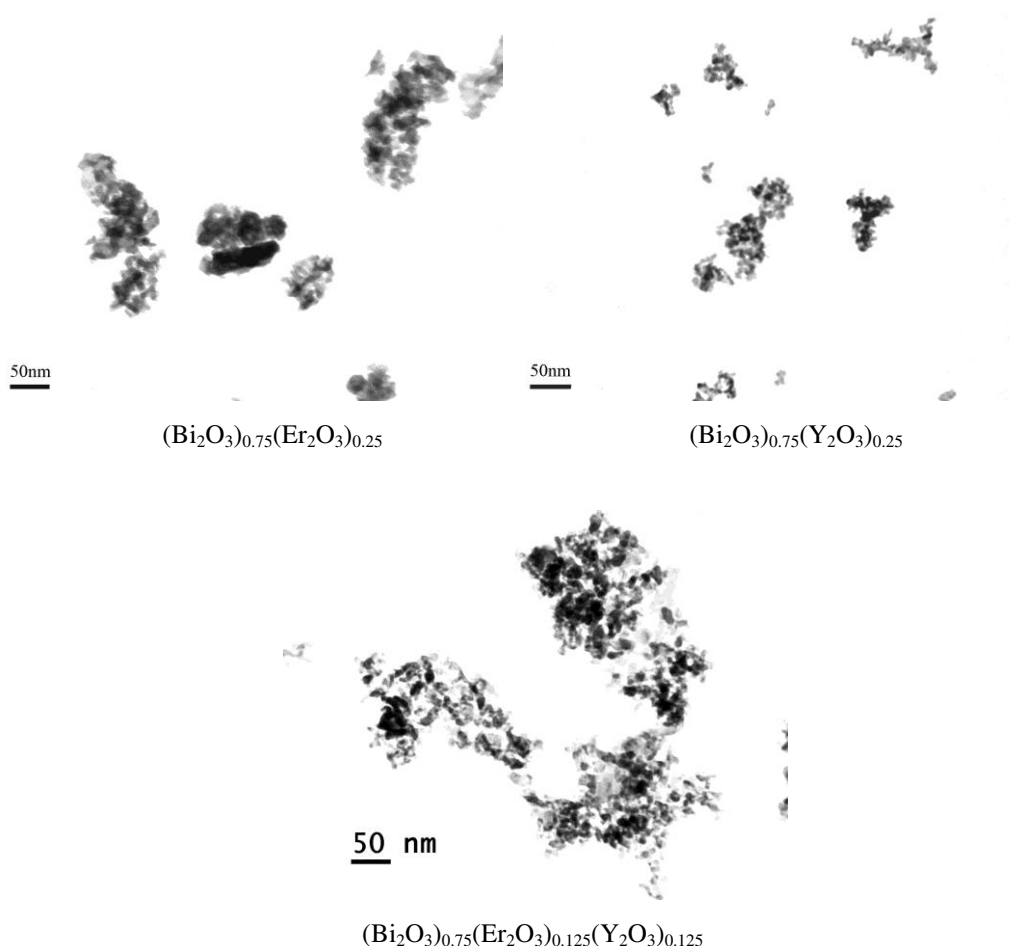 50nm
50nm
(Bi₂O₃)₀.₇₅(Er₂O₃)₀.₂₅
(Bi₂O₃)₀.₇₅(Y₂O₃)₀.₂₅
50 nm
(Bi₂O₃)₀.₇₅(Er₂O₃)₀.₁₂₅(Y₂O₃)₀.₁₂₅